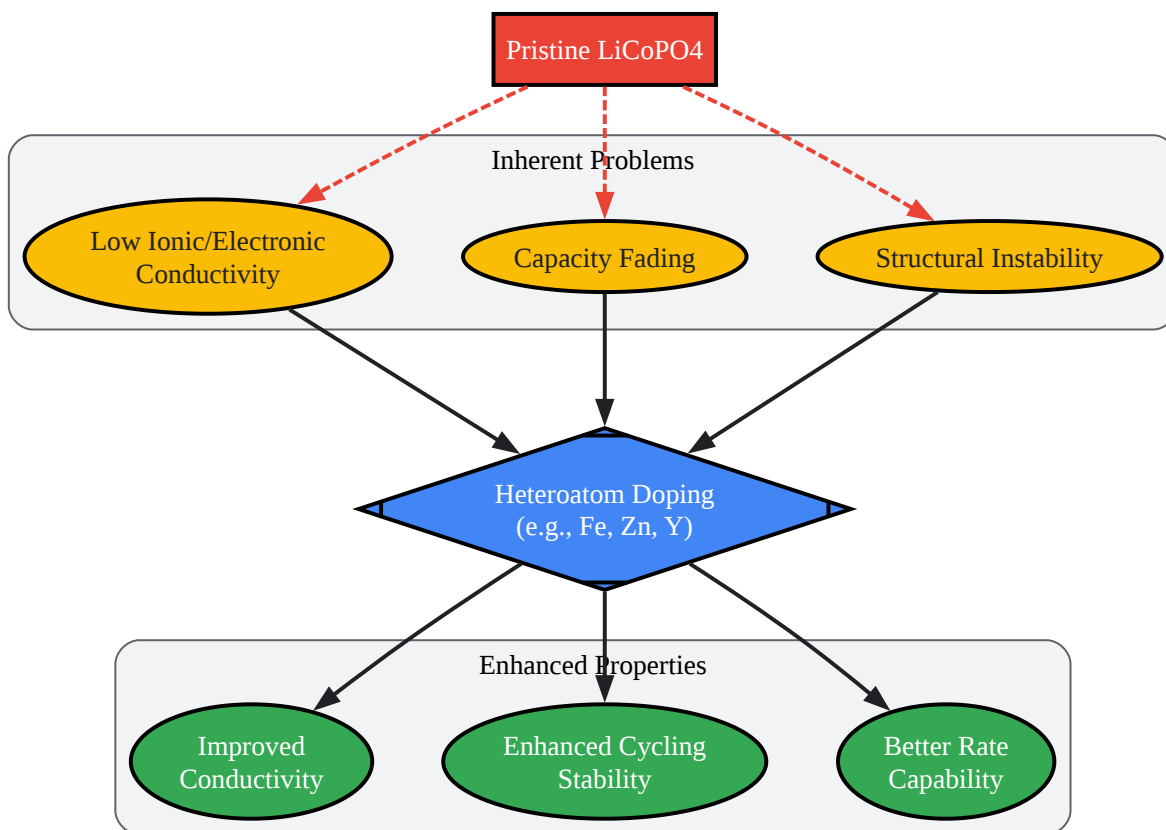 Pristine LiCoPO4
Inherent Problems
Low Ionic/Electronic
Conductivity
Capacity Fading
Structural Instability
Heteroatom Doping
(e.g., Fe, Zn, Y)
Enhanced Properties
Improved
Conductivity
Enhanced Cycling
Stability
Better Rate
Capability